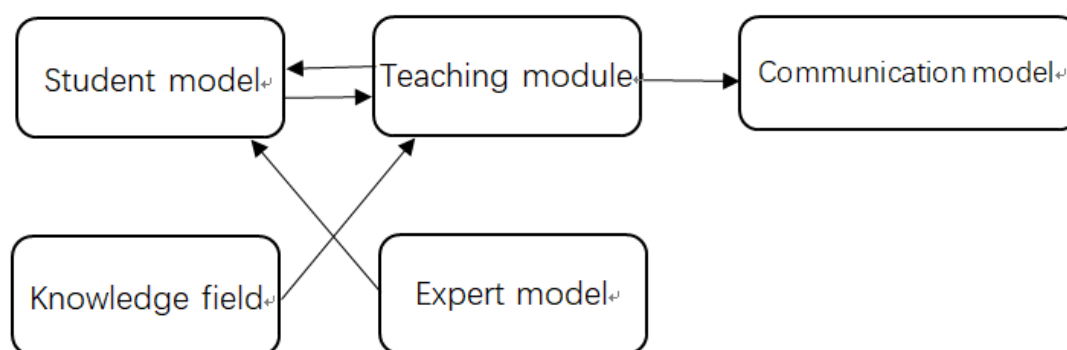 Student model
Teaching module
Communication model
Knowledge field
Expert model